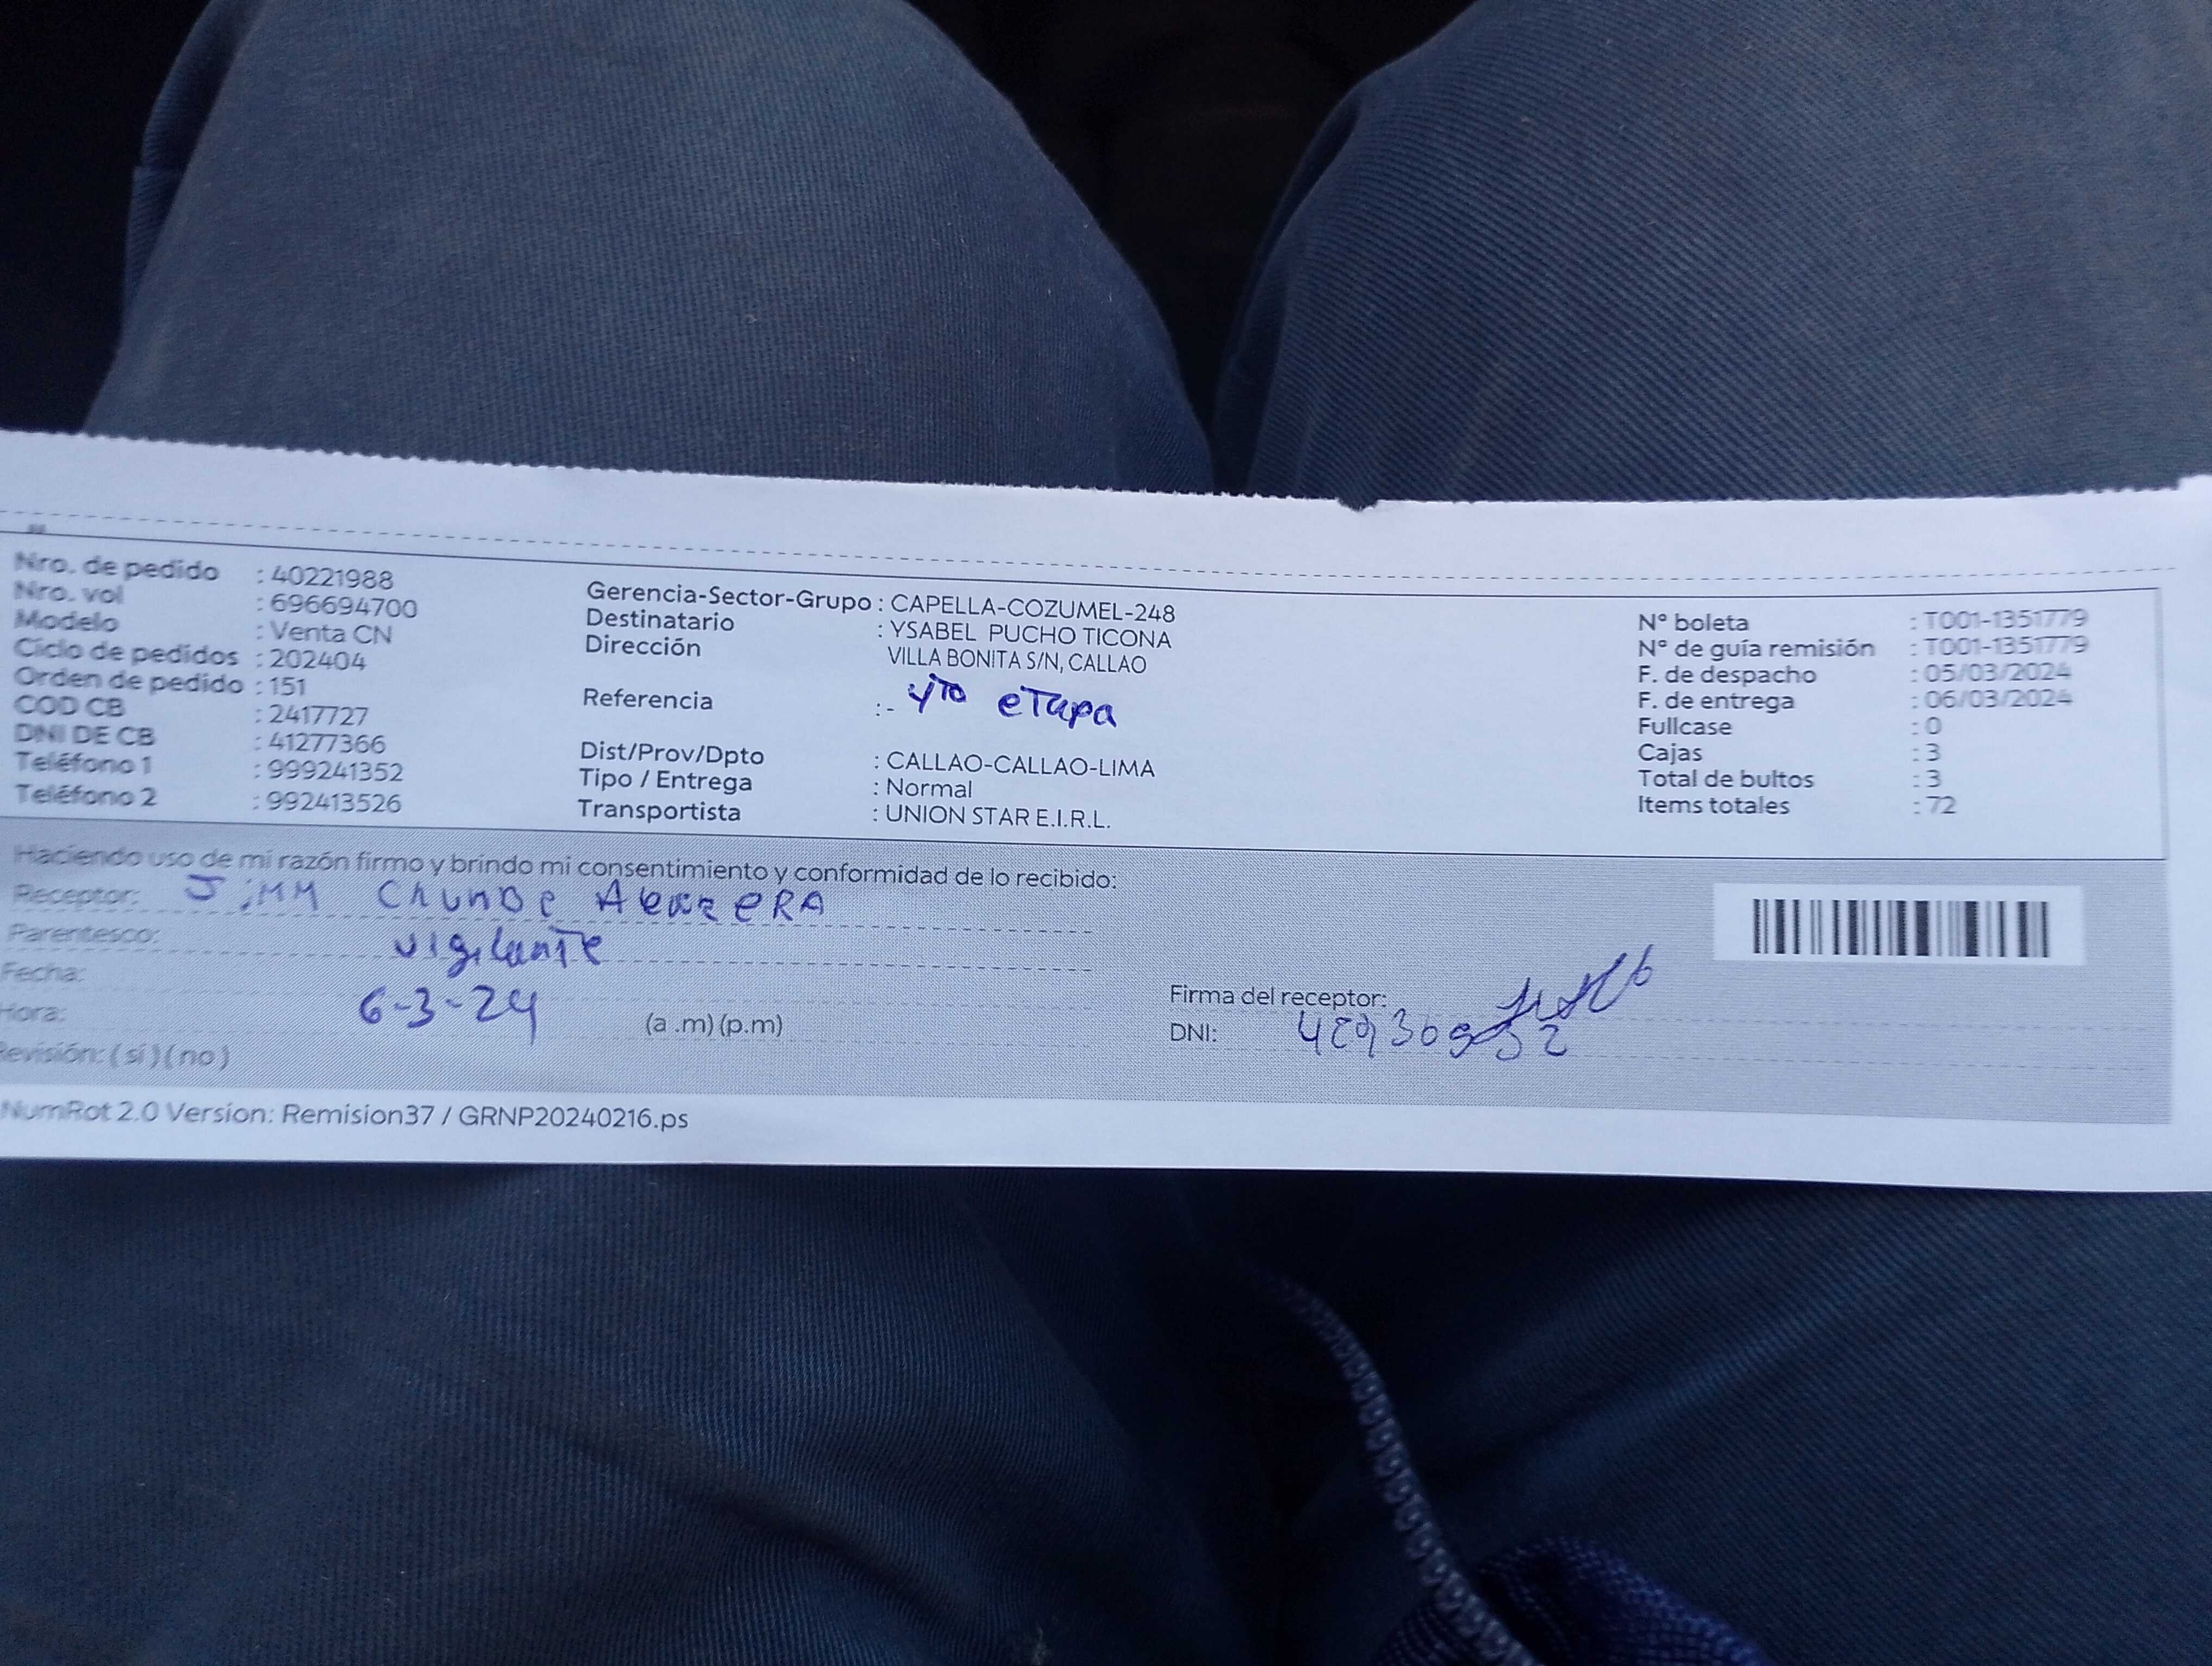 Nro. de pedido : 40221988
Nro. vol : 696694700
Modelo : Venta CN
Ciclo de pedidos : 202404
Orden de pedido : 151
COD CB : 2417727
DNI DE CB : 41277366
Teléfono 1 : 999241352
Teléfono 2 : 992413526
Gerencia-Sector-Grupo : CAPELLA-COZUMEL-248
Destinatario : YSABEL PUCHO TICONA
Dirección VILLA BONITA S/N, CALLAO
Referencia :- 4to eTapa
Dist/Prov/Dpto : CALLAO-CALLAO-LIMA
Tipo / Entrega : Normal
Transportista : UNION STAR E.I.R.L.
N° boleta : T001-1351779
N° de guía remisión : T001-1351779
F. de despacho : 05/03/2024
F. de entrega : 06/03/2024
Fullcase : 0
Cajas : 3
Total de bultos : 3
Items totales : 72
Haciendo uso de mi razón firmo y brindo mi consentimiento y conformidad de lo recibido:
Receptor:
Parentesco: vigilante
Fecha: 6-3-24
Hora: (a .m) (p.m)
Revisión: ( sí ) ( no )
Firma del receptor:
DNI:
NumRot 2.0 Version: Remision37 / GRNP20240216.ps